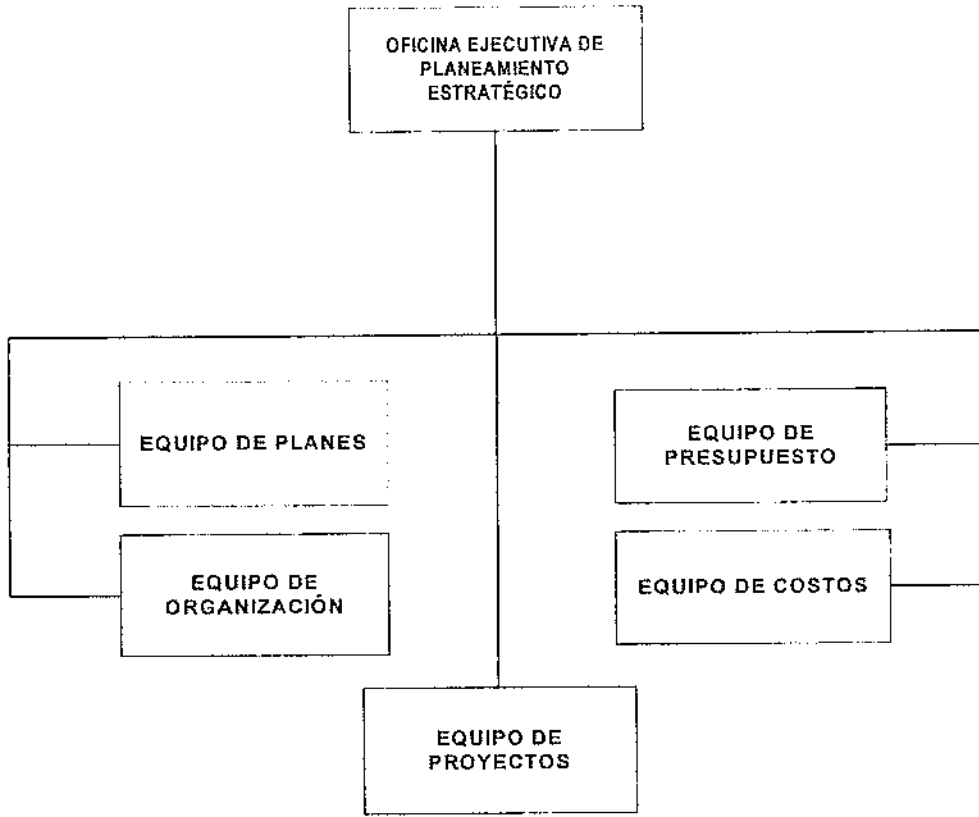 OFICINA EJECUTIVA DE
PLANEAMIENTO
ESTRATÉGICO
EQUIPO DE PLANES
EQUIPO DE
PRESUPUESTO
EQUIPO DE
ORGANIZACIÓN
EQUIPO DE COSTOS
EQUIPO DE
PROYECTOS